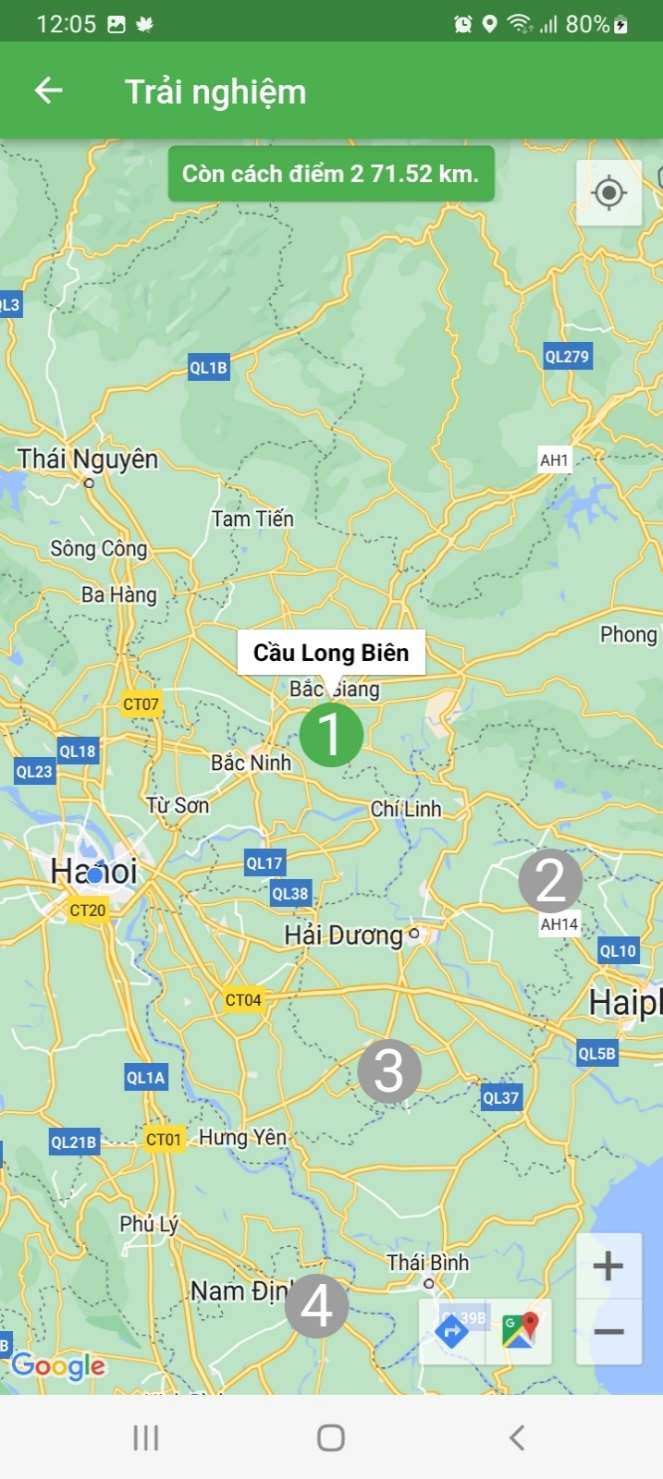 12:05
80%
Trải nghiệm
Còn cách điểm 2 71.52 km.
QL3
QL1B
QL279
Thái Nguyên
AH1
Tam Tiến
Sông Công
Ba Hàng
Phong
Cầu Long Biên
Bắc Giang
CT07
1
QL18
QL23
Bắc Ninh
Từ Sơn
Chí Linh
QL17
Hanoi
2
QL38
CT20
AH14
Hải Dương
QL10
CT04
Haiph
QL5B
3
QL1A
QL37
QL21B
CT01
Hưng Yên
Phủ Lý
Thái Bình
Nam Định
4
QL39B
B
Google